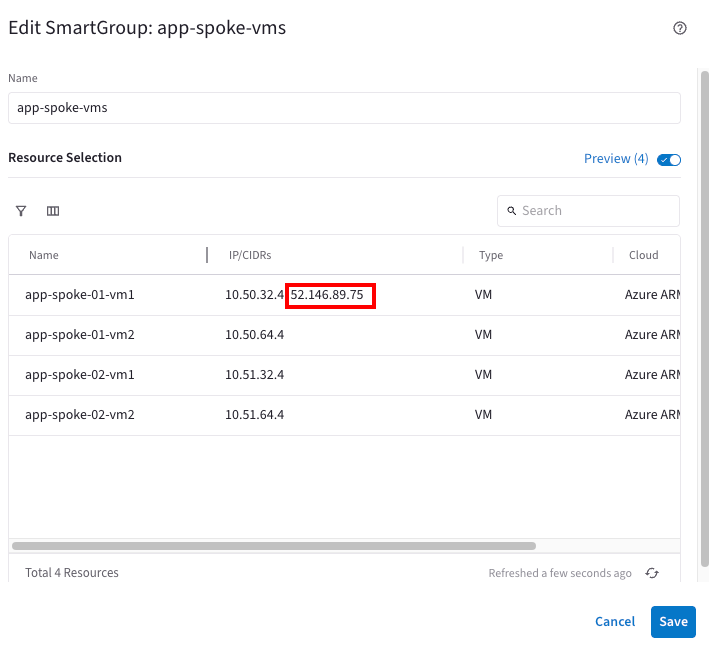 Edit SmartGroup: app-spoke-vms
Name
app-spoke-vms
Resource Selection
Preview (4)
Search
Name IP/CIDRs Type Cloud
app-spoke-01-vm1 10.50.32.4 52.146.89.75 VM Azure ARM
app-spoke-01-vm2 10.50.64.4 VM Azure ARM
app-spoke-02-vm1 10.51.32.4 VM Azure ARM
app-spoke-02-vm2 10.51.64.4 VM Azure ARM
Total 4 Resources Refreshed a few seconds ago
Cancel Save